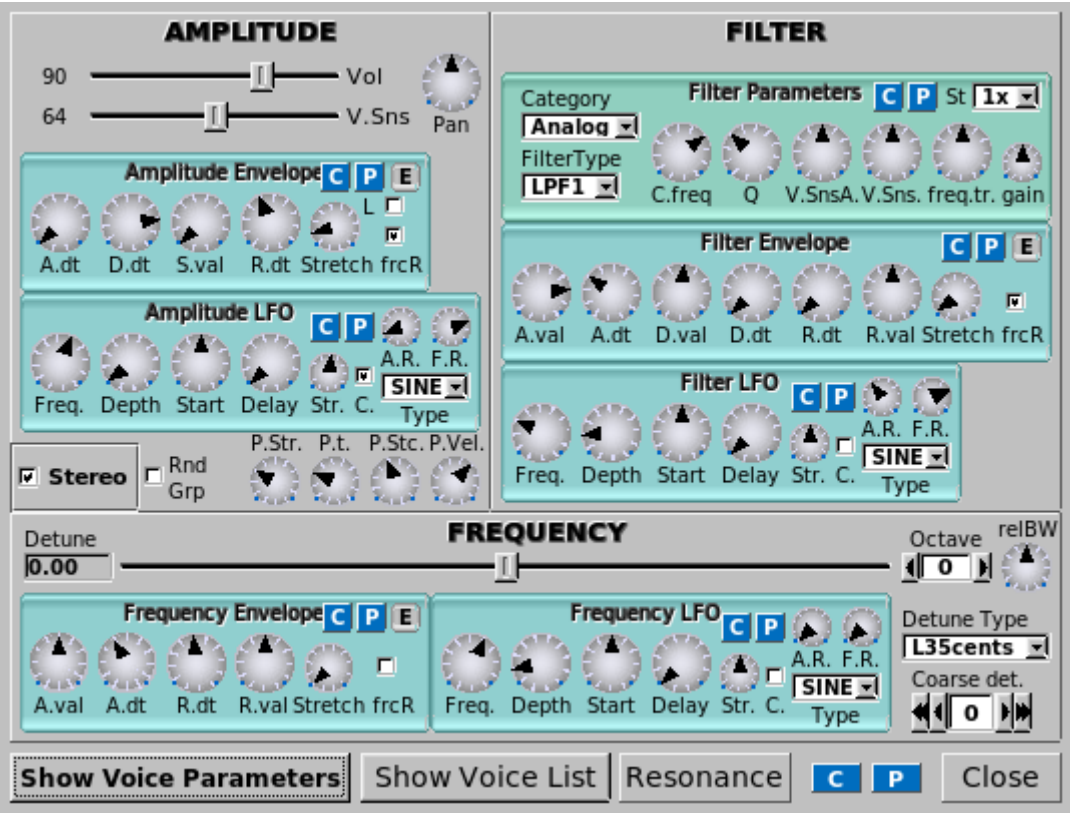 AMPLITUDE
90 Vol
64 V.Sns
Pan
Amplitude Envelope C P E
L
A.dt D.dt S.val R.dt Stretch frcR
Amplitude LFO C P
A.R. F.R.
SINE
Freq. Depth Start Delay Str. C. Type
P.Str. P.t. P.Stc. P.Vel.
Stereo
Rnd
Grp
FILTER
Category
Analog
FilterType
LPF1
Filter Parameters C P St 1x
C.freq Q V.SnsA. V.Sns. freq.tr. gain
Filter Envelope C P E
A.val A.dt D.val D.dt R.dt R.val Stretch frcR
Filter LFO C P
A.R. F.R.
SINE
Freq. Depth Start Delay Str. C. Type
FREQUENCY
Detune
0.00
Octave
0
relBW
Frequency Envelope C P E
A.val A.dt R.dt R.val Stretch frcR
Frequency LFO C P
A.R. F.R.
SINE
Freq. Depth Start Delay Str. C. Type
Detune Type
L35cents
Coarse det.
0
Show Voice Parameters Show Voice List Resonance C P Close